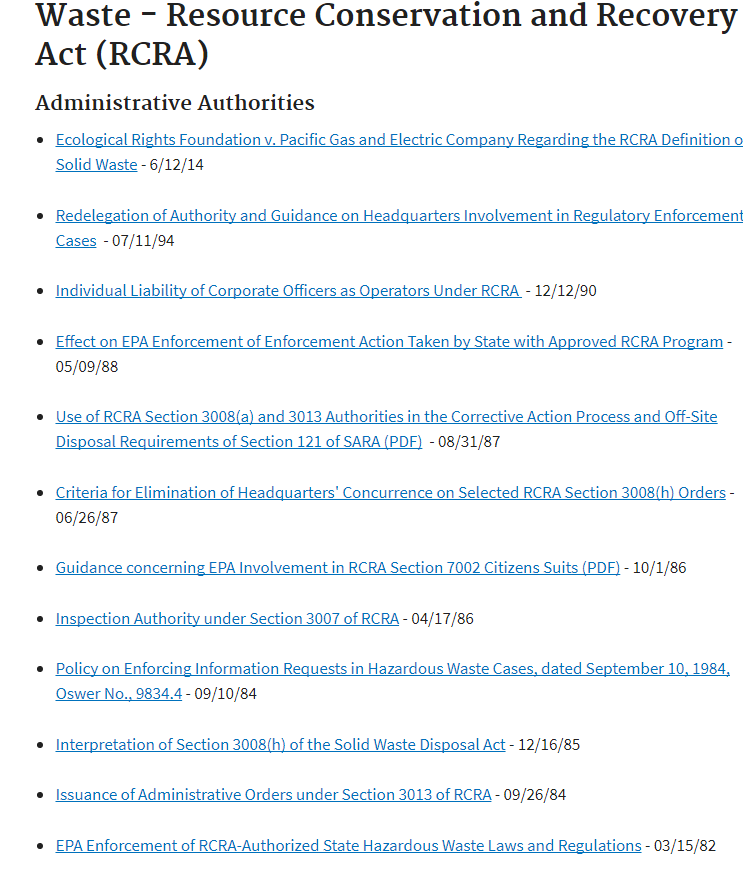 Waste - Resource Conservation and Recovery
Act (RCRA)
Administrative Authorities
Ecological Rights Foundation v. Pacific Gas and Electric Company Regarding the RCRA Definition o
Solid Waste - 6/12/14
Redelegation of Authority and Guidance on Headquarters Involvement in Regulatory Enforcement
Cases - 07/11/94
Individual Liability of Corporate Officers as Operators Under RCRA - 12/12/90
Effect on EPA Enforcement of Enforcement Action Taken by State with Approved RCRA Program -
05/09/88
Use of RCRA Section 3008(a) and 3013 Authorities in the Corrective Action Process and Off-Site
Disposal Requirements of Section 121 of SARA (PDF) - 08/31/87
Criteria for Elimination of Headquarters' Concurrence on Selected RCRA Section 3008(h) Orders -
06/26/87
Guidance concerning EPA Involvement in RCRA Section 7002 Citizens Suits (PDF) - 10/1/86
Inspection Authority under Section 3007 of RCRA - 04/17/86
Policy on Enforcing Information Requests in Hazardous Waste Cases, dated September 10, 1984,
Oswer No., 9834.4 - 09/10/84
Interpretation of Section 3008(h) of the Solid Waste Disposal Act - 12/16/85
Issuance of Administrative Orders under Section 3013 of RCRA - 09/26/84
EPA Enforcement of RCRA-Authorized State Hazardous Waste Laws and Regulations - 03/15/82